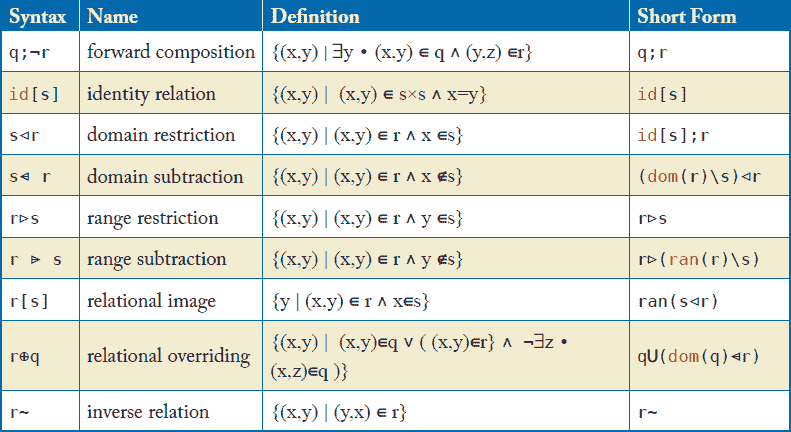 Syntax Name Definition Short Form
q;¬r forward composition {(x,y) | ∃y • (x,y) ∈ q ∧ (y,z) ∈r} q;r
id[s] identity relation {(x,y) | (x,y) ∈ s×s ∧ x=y} id[s]
s◁r domain restriction {(x,y) | (x,y) ∈ r ∧ x ∈s} id[s];r
s⩤ r domain subtraction {(x,y) | (x,y) ∈ r ∧ x ∉s} (dom(r)\s)◁r
r▷s range restriction {(x,y) | (x,y) ∈ r ∧ y ∈s} r▷s
r ⩥ s range subtraction {(x,y) | (x,y) ∈ r ∧ y ∉s} r▷(ran(r)\s)
r[s] relational image {y | (x,y) ∈ r ∧ x∈s} ran(s◁r)
r⊕q relational overriding {(x,y) | (x,y)∈q ∨ ( (x,y)∈r} ∧ ¬∃z •
(x,z)∈q )} qU(dom(q)⩤r)
r~ inverse relation {(x,y) | (y,x) ∈ r} r~